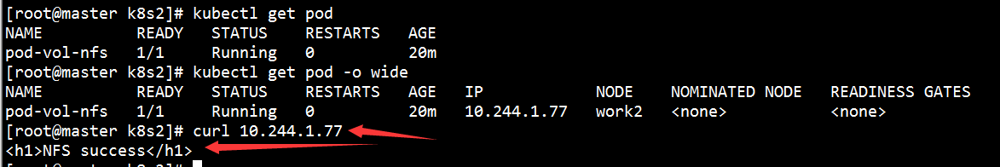 [root@master k8s2]# kubectl get pod
NAME          READY   STATUS    RESTARTS   AGE
pod-vol-nfs   1/1     Running   0          20m
[root@master k8s2]# kubectl get pod -o wide
NAME          READY   STATUS    RESTARTS   AGE   IP            NODE    NOMINATED NODE   READINESS GATES
pod-vol-nfs   1/1     Running   0          20m   10.244.1.77   work2   <none>           <none>
[root@master k8s2]# curl 10.244.1.77
<h1>NFS success</h1>
[root@master k8s2]#